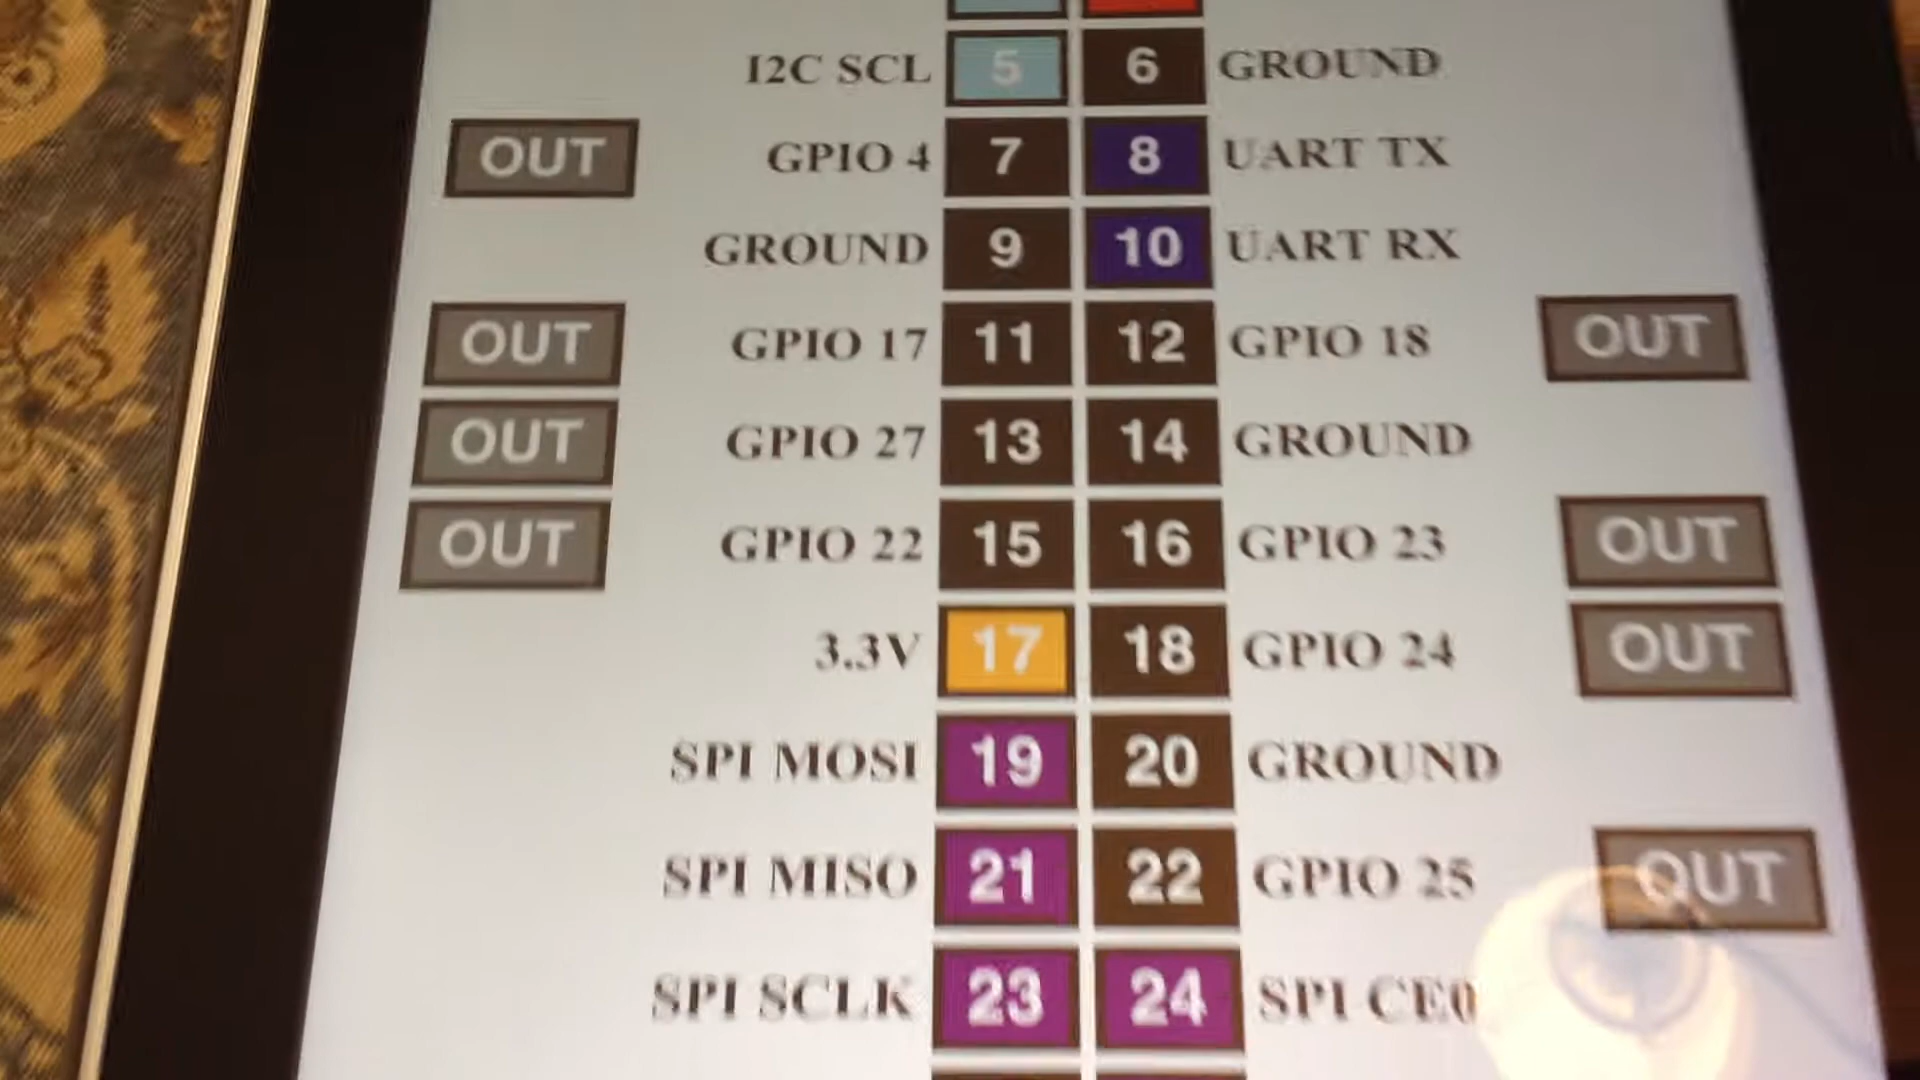 I2C SCL 5 6 GROUND
OUT GPIO 4 7 8 UART TX
GROUND 9 10 UART RX
OUT GPIO 17 11 12 GPIO 18 OUT
OUT GPIO 27 13 14 GROUND
OUT GPIO 22 15 16 GPIO 23 OUT
3.3V 17 18 GPIO 24 OUT
SPI MOSI 19 20 GROUND
SPI MISO 21 22 GPIO 25 OUT
SPI SCLK 23 24 SPI CE0